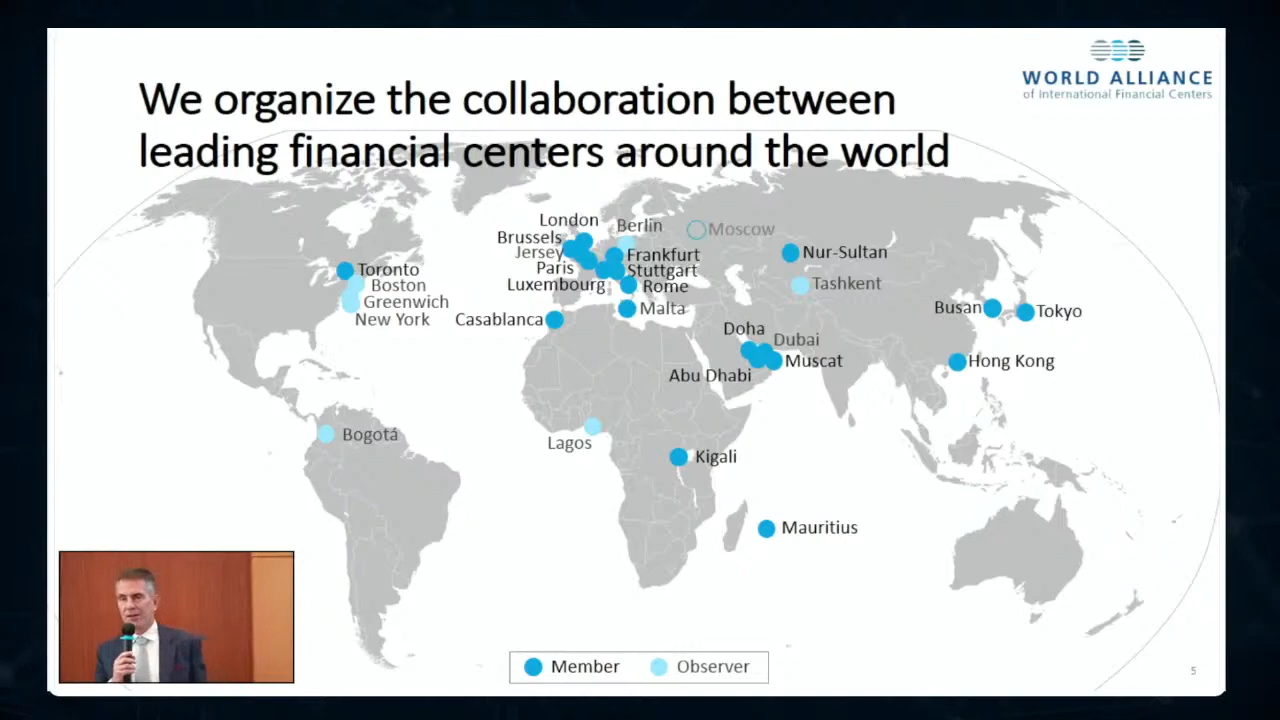 We organize the collaboration between
leading financial centers around the world
WORLD ALLIANCE
of International Financial Centers
London
Berlin
Brussels
Moscow
Jersey
Frankfurt
Nur-Sultan
Paris
Stuttgart
Toronto
Luxembourg
Rome
Boston
Tashkent
Greenwich
Malta
Busan
Tokyo
New York
Casablanca
Doha
Dubai
Muscat
Hong Kong
Abu Dhabi
Bogotá
Lagos
Kigali
Mauritius
Member
Observer
5